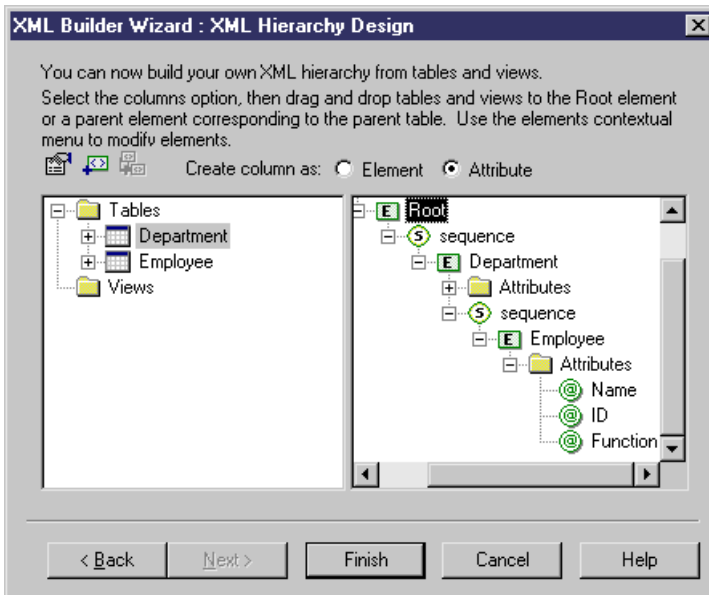 XML Builder Wizard : XML Hierarchy Design
You can now build your own XML hierarchy from tables and views.
Select the columns option, then drag and drop tables and views to the Root element
or a parent element corresponding to the parent table. Use the elements contextual
menu to modify elements.
Create column as: Element Attribute
Tables
Department
Employee
Views
E Root
S sequence
E Department
Attributes
S sequence
E Employee
Attributes
@ Name
@ ID
@ Function
< Back Next > Finish Cancel Help